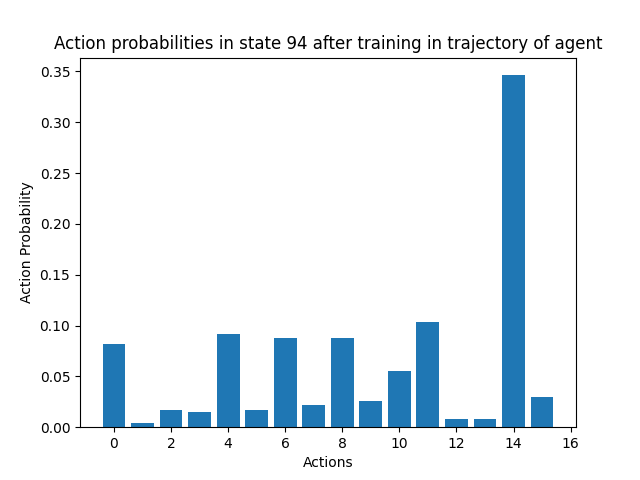 Action probabilities in state 94 after training in trajectory of agent
0.35
0.30
0.25
0.20
0.15
0.10
0.05
0.00
Action Probability
0 2 4 6 8 10 12 14 16
Actions